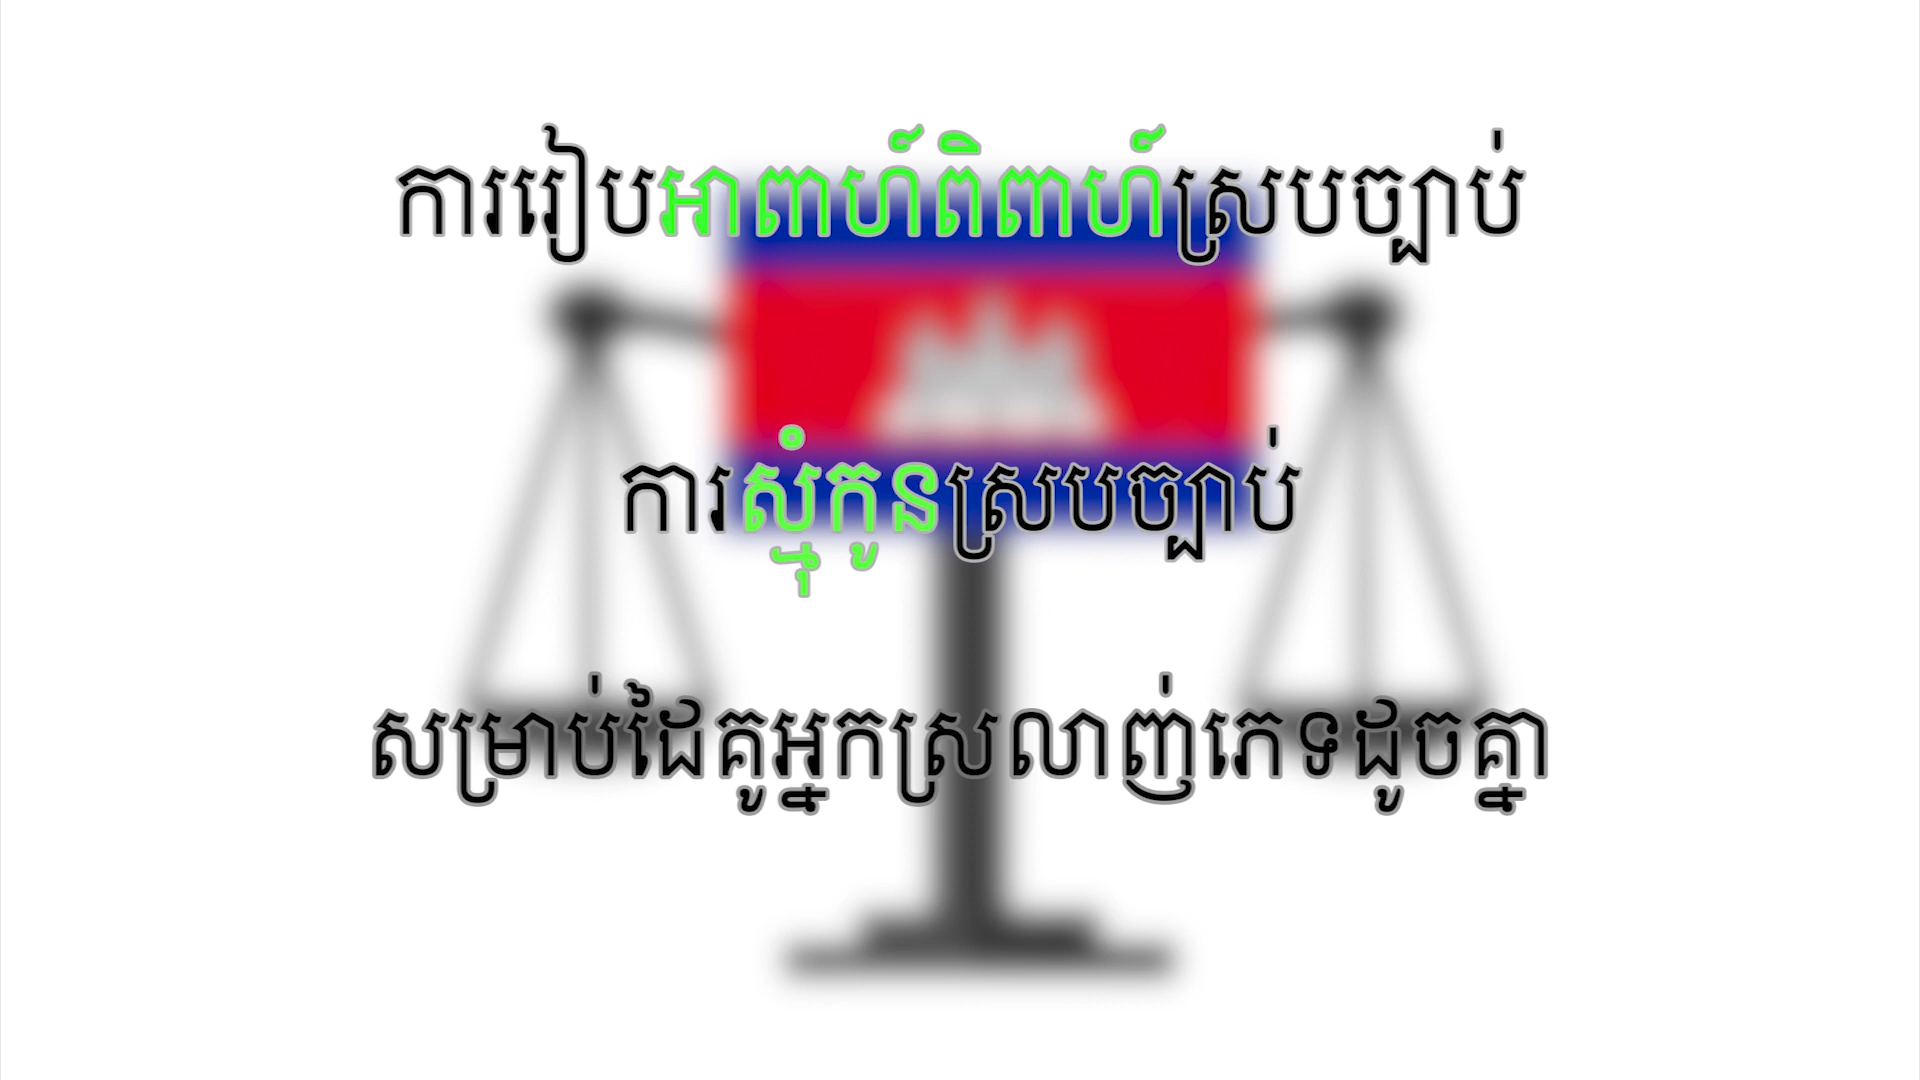 ការរៀបអាពាហ៍ពិពាហ៍ស្របច្បាប់
ការស្មុំកូនស្របច្បាប់
សម្រាប់ដៃគូអ្នកស្រលាញ់ភេទដូចគ្នា